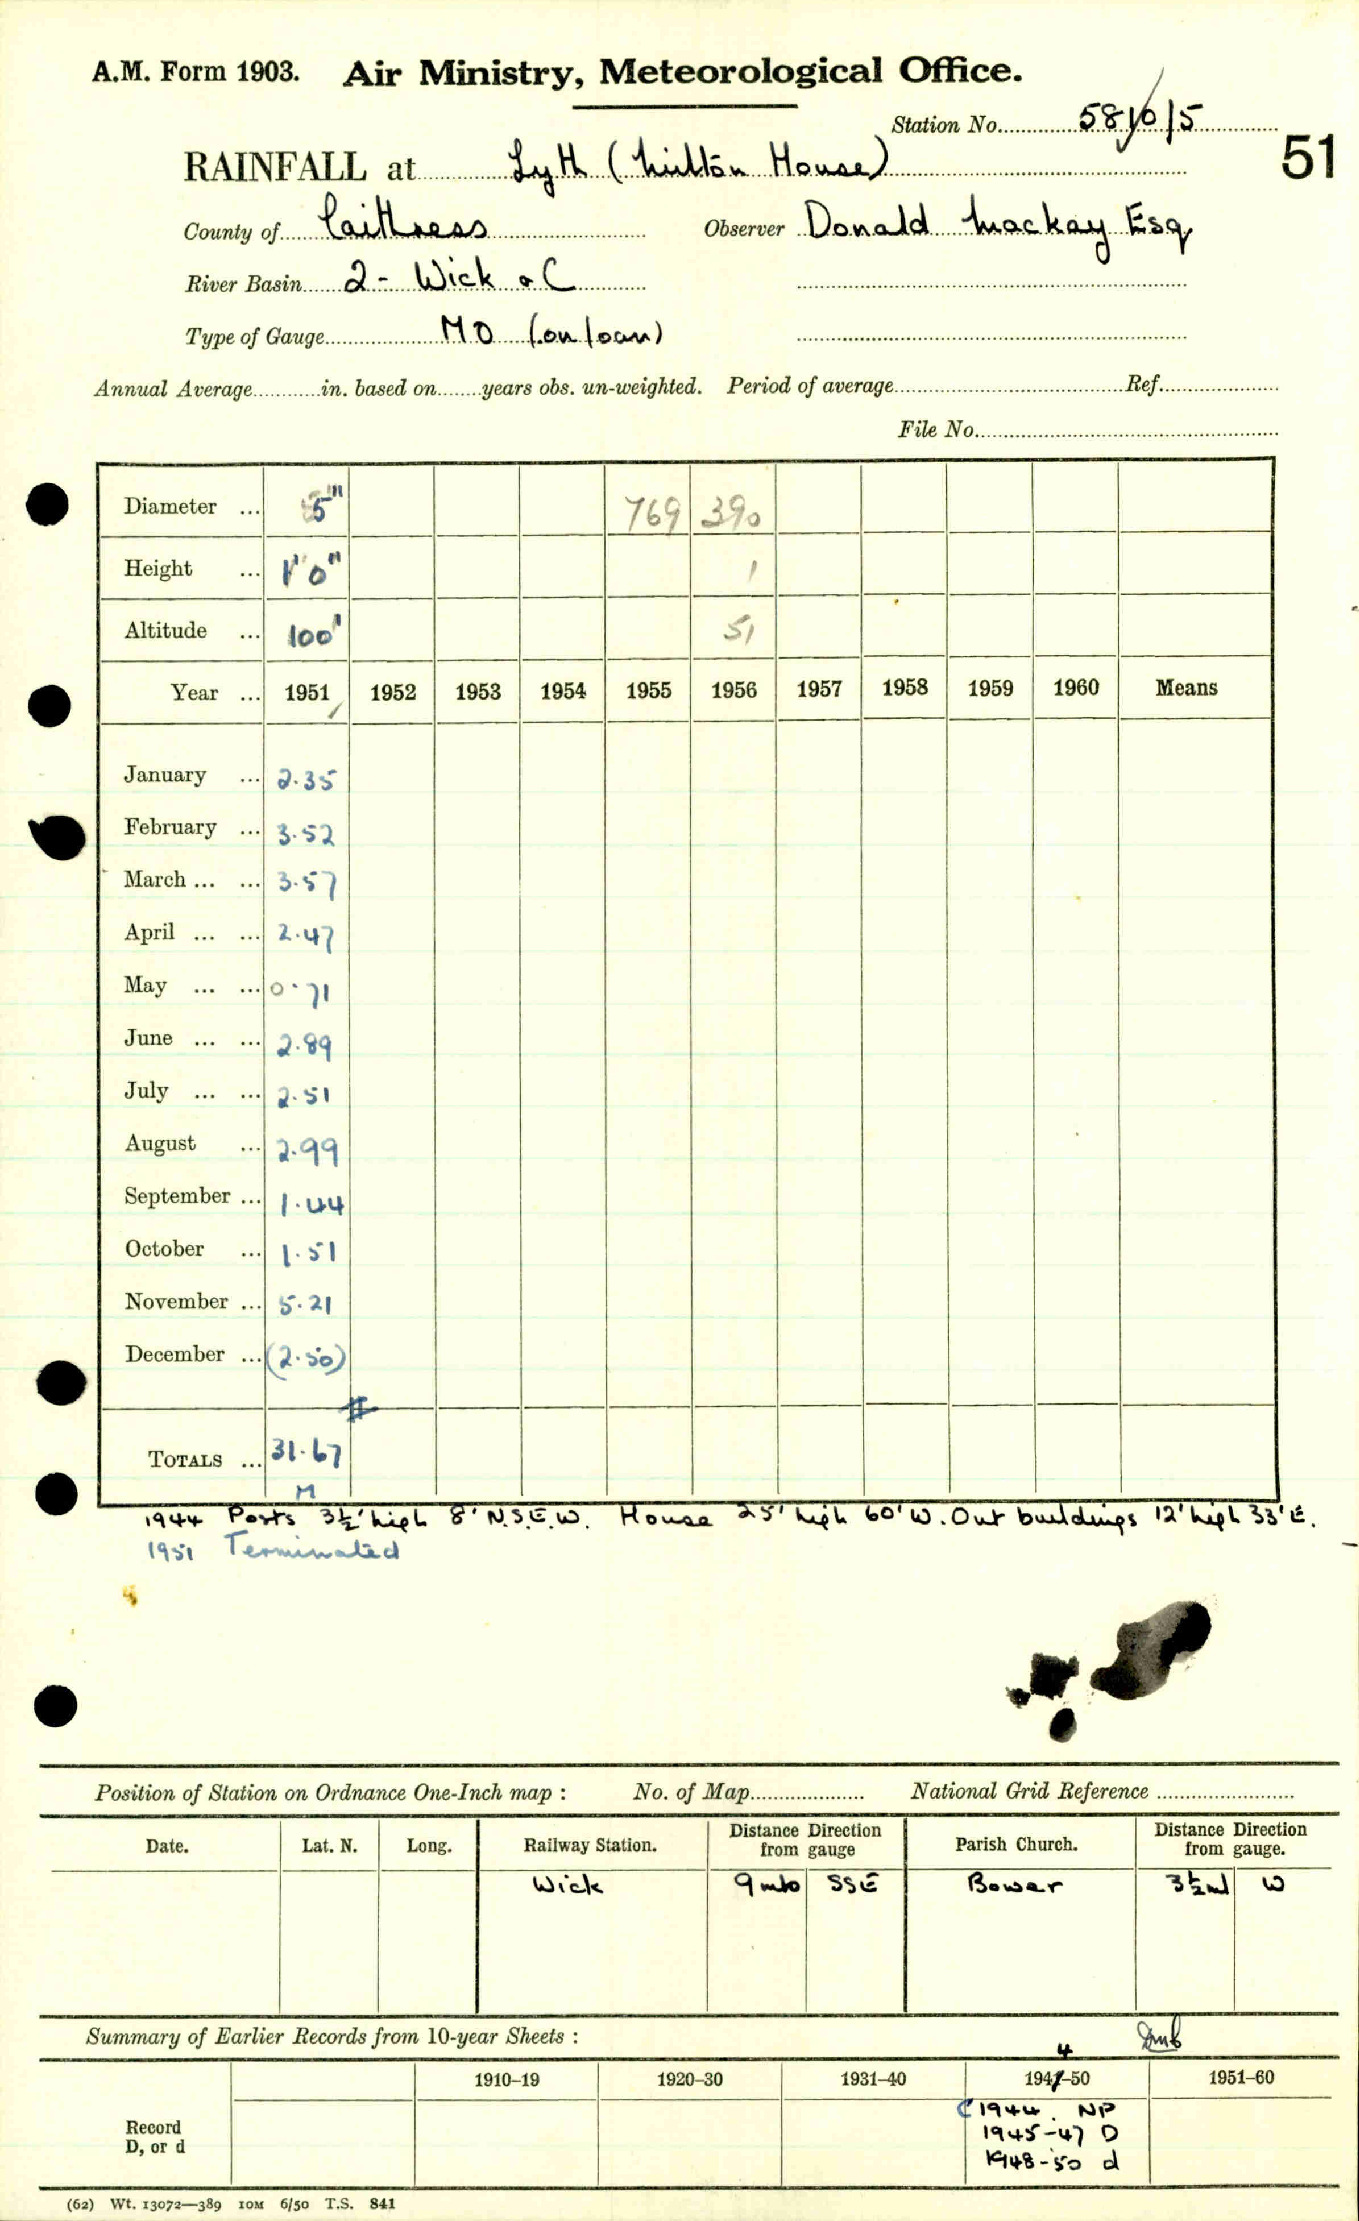 A.M. Form 1903. Air Ministry, Meteorological Office.
Station No. 58/0/5
51
RAINFALL at Lyth (Milton House)
County of Caithness Observer Donald Mackay Esq
River Basin 2 - Wick &C
Type of Gauge MO (on loan)
Annual Average in. based on years obs. un-weighted. Period of average Ref.
File No.
Diameter ... 5" 769 390
Height ... 1'0" 1
Altitude ... 100' 51
Year ... 1951 1952 1953 1954 1955 1956 1957 1958 1959 1960 Means
January ... 2.35
February ... 3.52
March ... ... 3.57
April ... ... 2.47
May ... ... 0.71
June ... ... 2.89
July ... ... 2.51
August ... 2.99
September ... 1.44
October ... 1.51
November ... 5.21
December ... (2.50)
TOTALS ... 31.67
M
1944 Posts 3½' high 8' N.S.E.W. House 25' high 60' W. Out buildings 12' high 33' E.
1951 Terminated
Position of Station on Ordnance One-Inch map : No. of Map National Grid Reference
Date. Lat. N. Long. Railway Station. Distance from gauge Direction Parish Church. Distance from gauge. Direction
Wick 9 mls SSE Bower 3½ ml W
Summary of Earlier Records from 10-year Sheets :
4
1910–19 1920–30 1931–40 1941–50 1951–60
Record
D, or d
1944 NP
1945-47 D
1948-50 d
(62) Wt. 13072—389 10M 6/50 T.S. 841